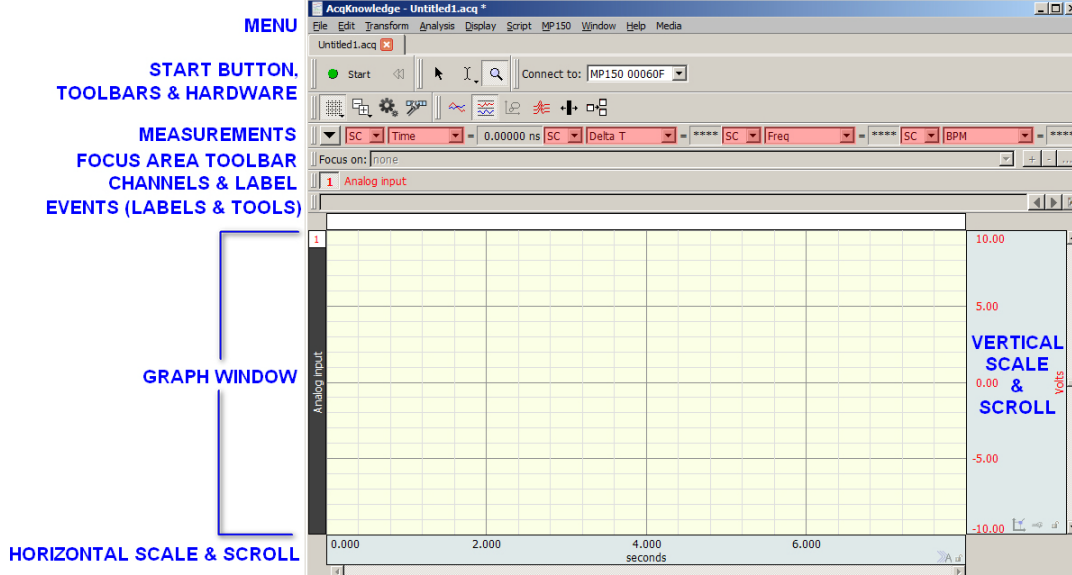 AcqKnowledge - Untitled1.acq *
MENU
File Edit Transform Analysis Display Script MP150 Window Help Media
Untitled1.acq
START BUTTON,
TOOLBARS & HARDWARE
Start
Connect to: MP150 00060F
MEASUREMENTS
SC Time = 0.00000 ns SC Delta T = **** SC Freq = **** SC BPM = ****
FOCUS AREA TOOLBAR
Focus on: none + - ...
CHANNELS & LABEL
1 Analog input
EVENTS (LABELS & TOOLS)
1
10.00
5.00
VERTICAL
SCALE
&
SCROLL
GRAPH WINDOW
Analog input
0.00
Volts
-5.00
-10.00
HORIZONTAL SCALE & SCROLL
0.000 2.000 4.000 6.000
seconds
A